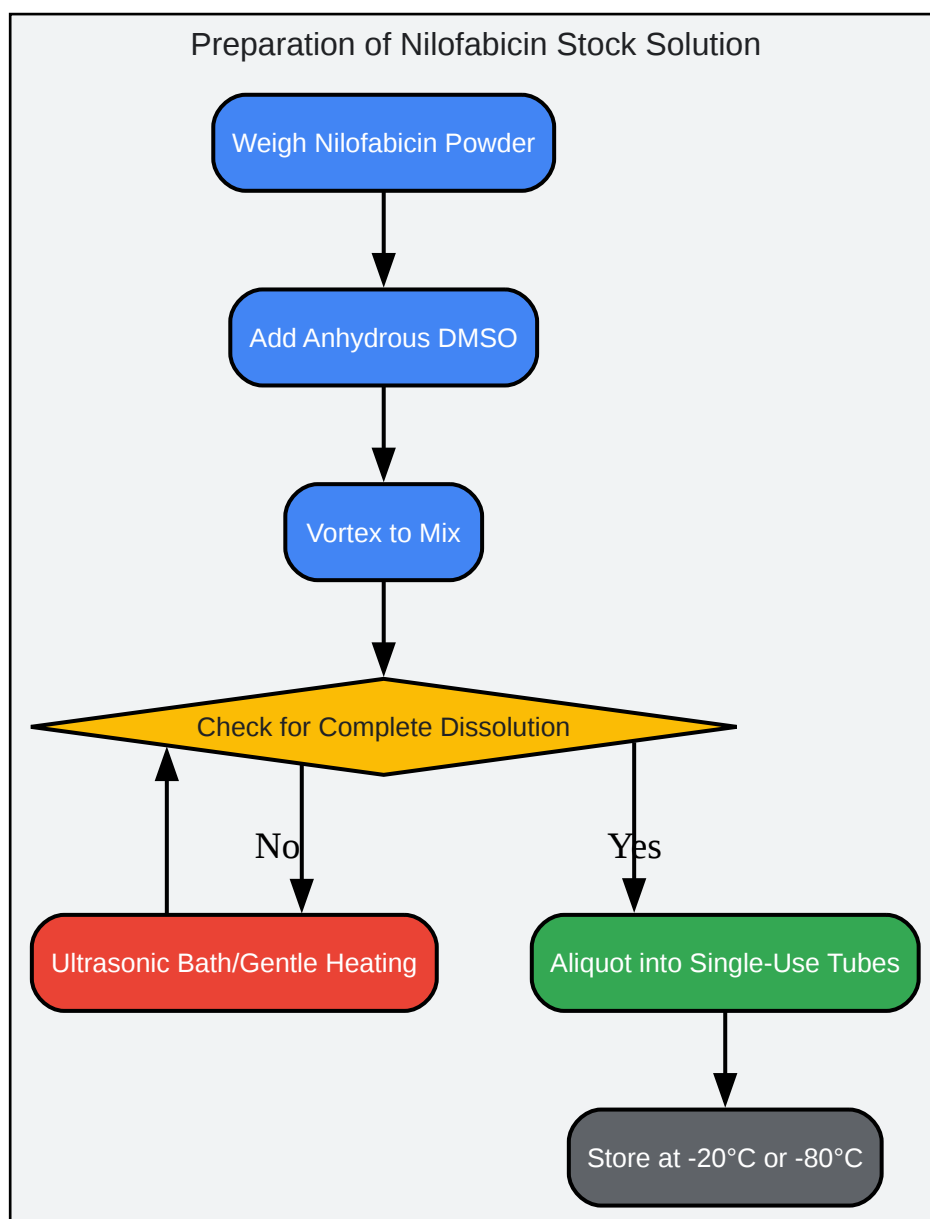 Preparation of Nilofabicin Stock Solution
Weigh Nilofabicin Powder
Add Anhydrous DMSO
Vortex to Mix
Check for Complete Dissolution
No
Yes
Ultrasonic Bath/Gentle Heating
Aliquot into Single-Use Tubes
Store at -20°C or -80°C